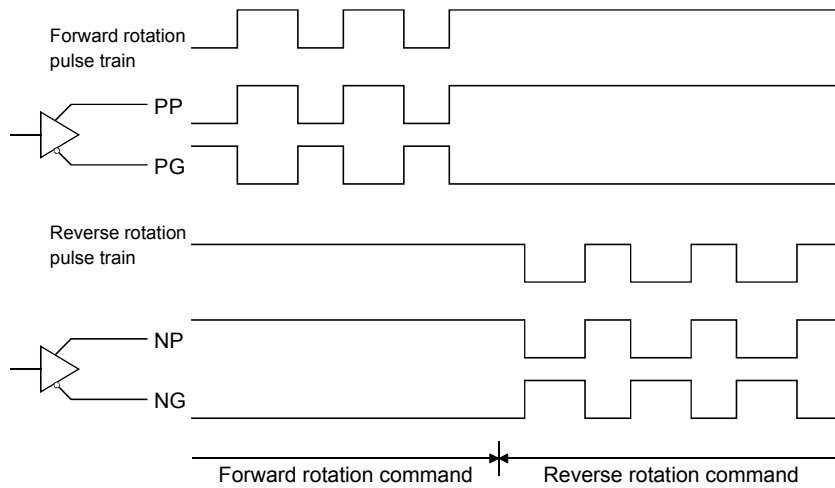 Forward rotation
pulse train
PP
PG
Reverse rotation
pulse train
NP
NG
Forward rotation command
Reverse rotation command